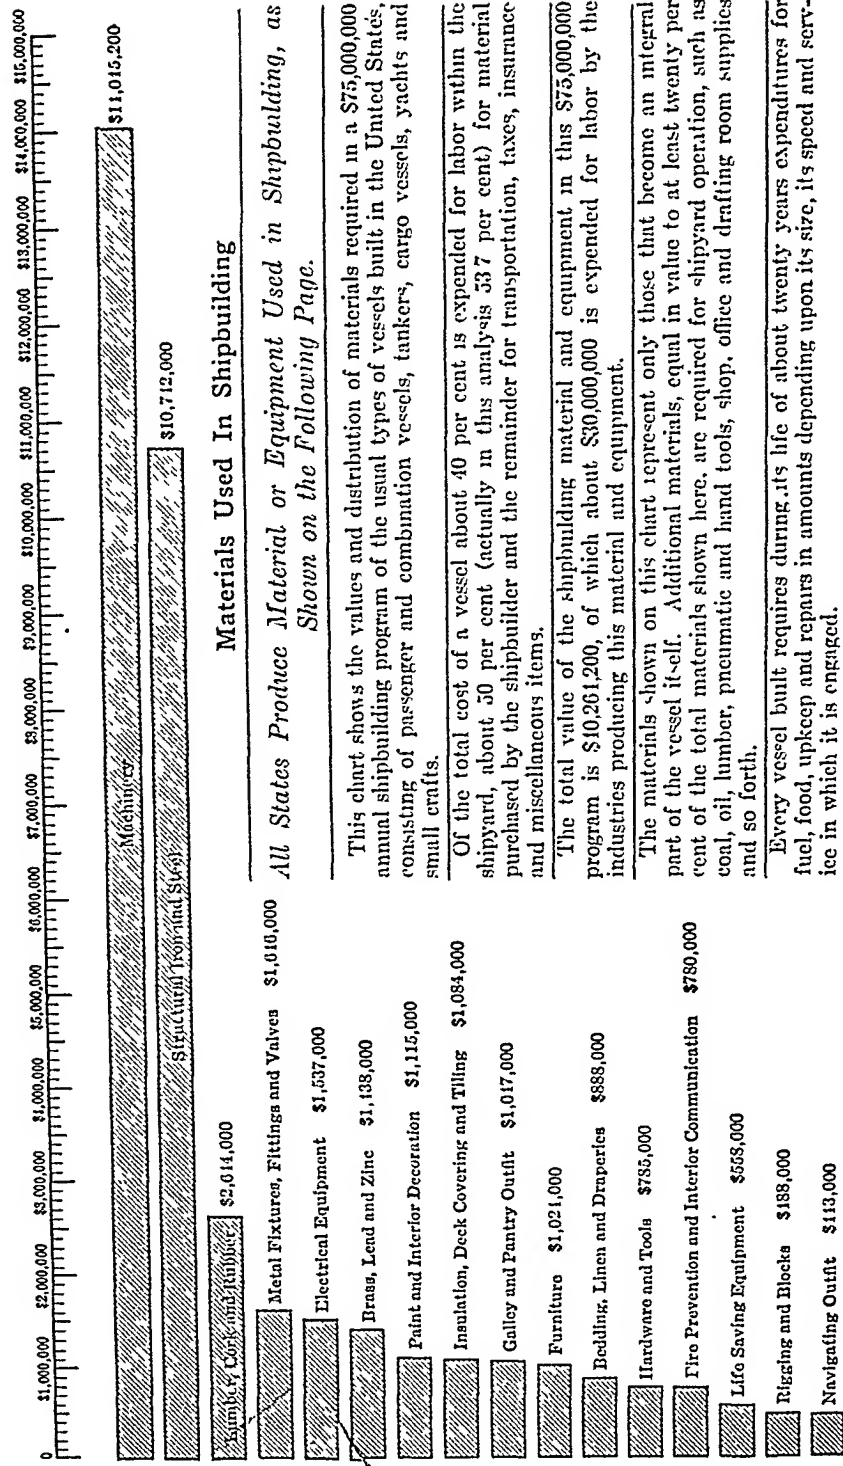 0 $1,000,000 $2,000,000 $3,000,000 $4,000,000 $5,000,000 $6,000,000 $7,000,000 $8,000,000 $9,000,000 $10,000,000 $11,000,000 $12,000,000 $13,000,000 $14,000,000 $15,000,000
Machinery $11,015,200
Structural Iron and Steel $10,712,000
Lumber, Cork and Rubber $2,614,000
Metal Fixtures, Fittings and Valves $1,616,000
Electrical Equipment $1,537,000
Brass, Lead and Zinc $1,438,000
Paint and Interior Decoration $1,115,000
Insulation, Deck Covering and Tiling $1,084,000
Galley and Pantry Outfit $1,017,000
Furniture $1,021,000
Bedding, Linen and Draperies $888,000
Hardware and Tools $785,000
Fire Prevention and Interior Communication $780,000
Life Saving Equipment $558,000
Rigging and Blocks $488,000
Navigating Outfit
Materials Used In Shipbuilding
All States Produce Material or Equipment Used in Shipbuilding, as
Shown on the Following Page.
This chart shows the values and distribution of materials required in a $75,000,000
annual shipbuilding program of the usual types of vessels built in the United States,
consisting of passenger and combination vessels, tankers, cargo vessels, yachts and
small crafts.
Of the total cost of a vessel about 40 per cent is expended for labor within the
shipyard, about 50 per cent (actually in this analysis 53 7 per cent) for material
purchased by the shipbuilder and the remainder for transportation, taxes, insurance
and miscellaneous items.
The total value of the shipbuilding material and equipment in this $75,000,000
program is $10,261,200, of which about $30,000,000 is expended for labor by the
industries producing this material and equipment.
The materials shown on this chart represent only those that become an integral
part of the vessel itself. Additional materials, equal in value to at least twenty per
cent of the total materials shown here, are required for shipyard operation, such as
coal, oil, lumber, pneumatic and hand tools, shop, office and drafting room supplies
and so forth.
Every vessel built requires during its life of about twenty years expenditures for
fuel, food, upkeep and repairs in amounts depending upon its size, its speed and serv-
ice in which it is engaged.